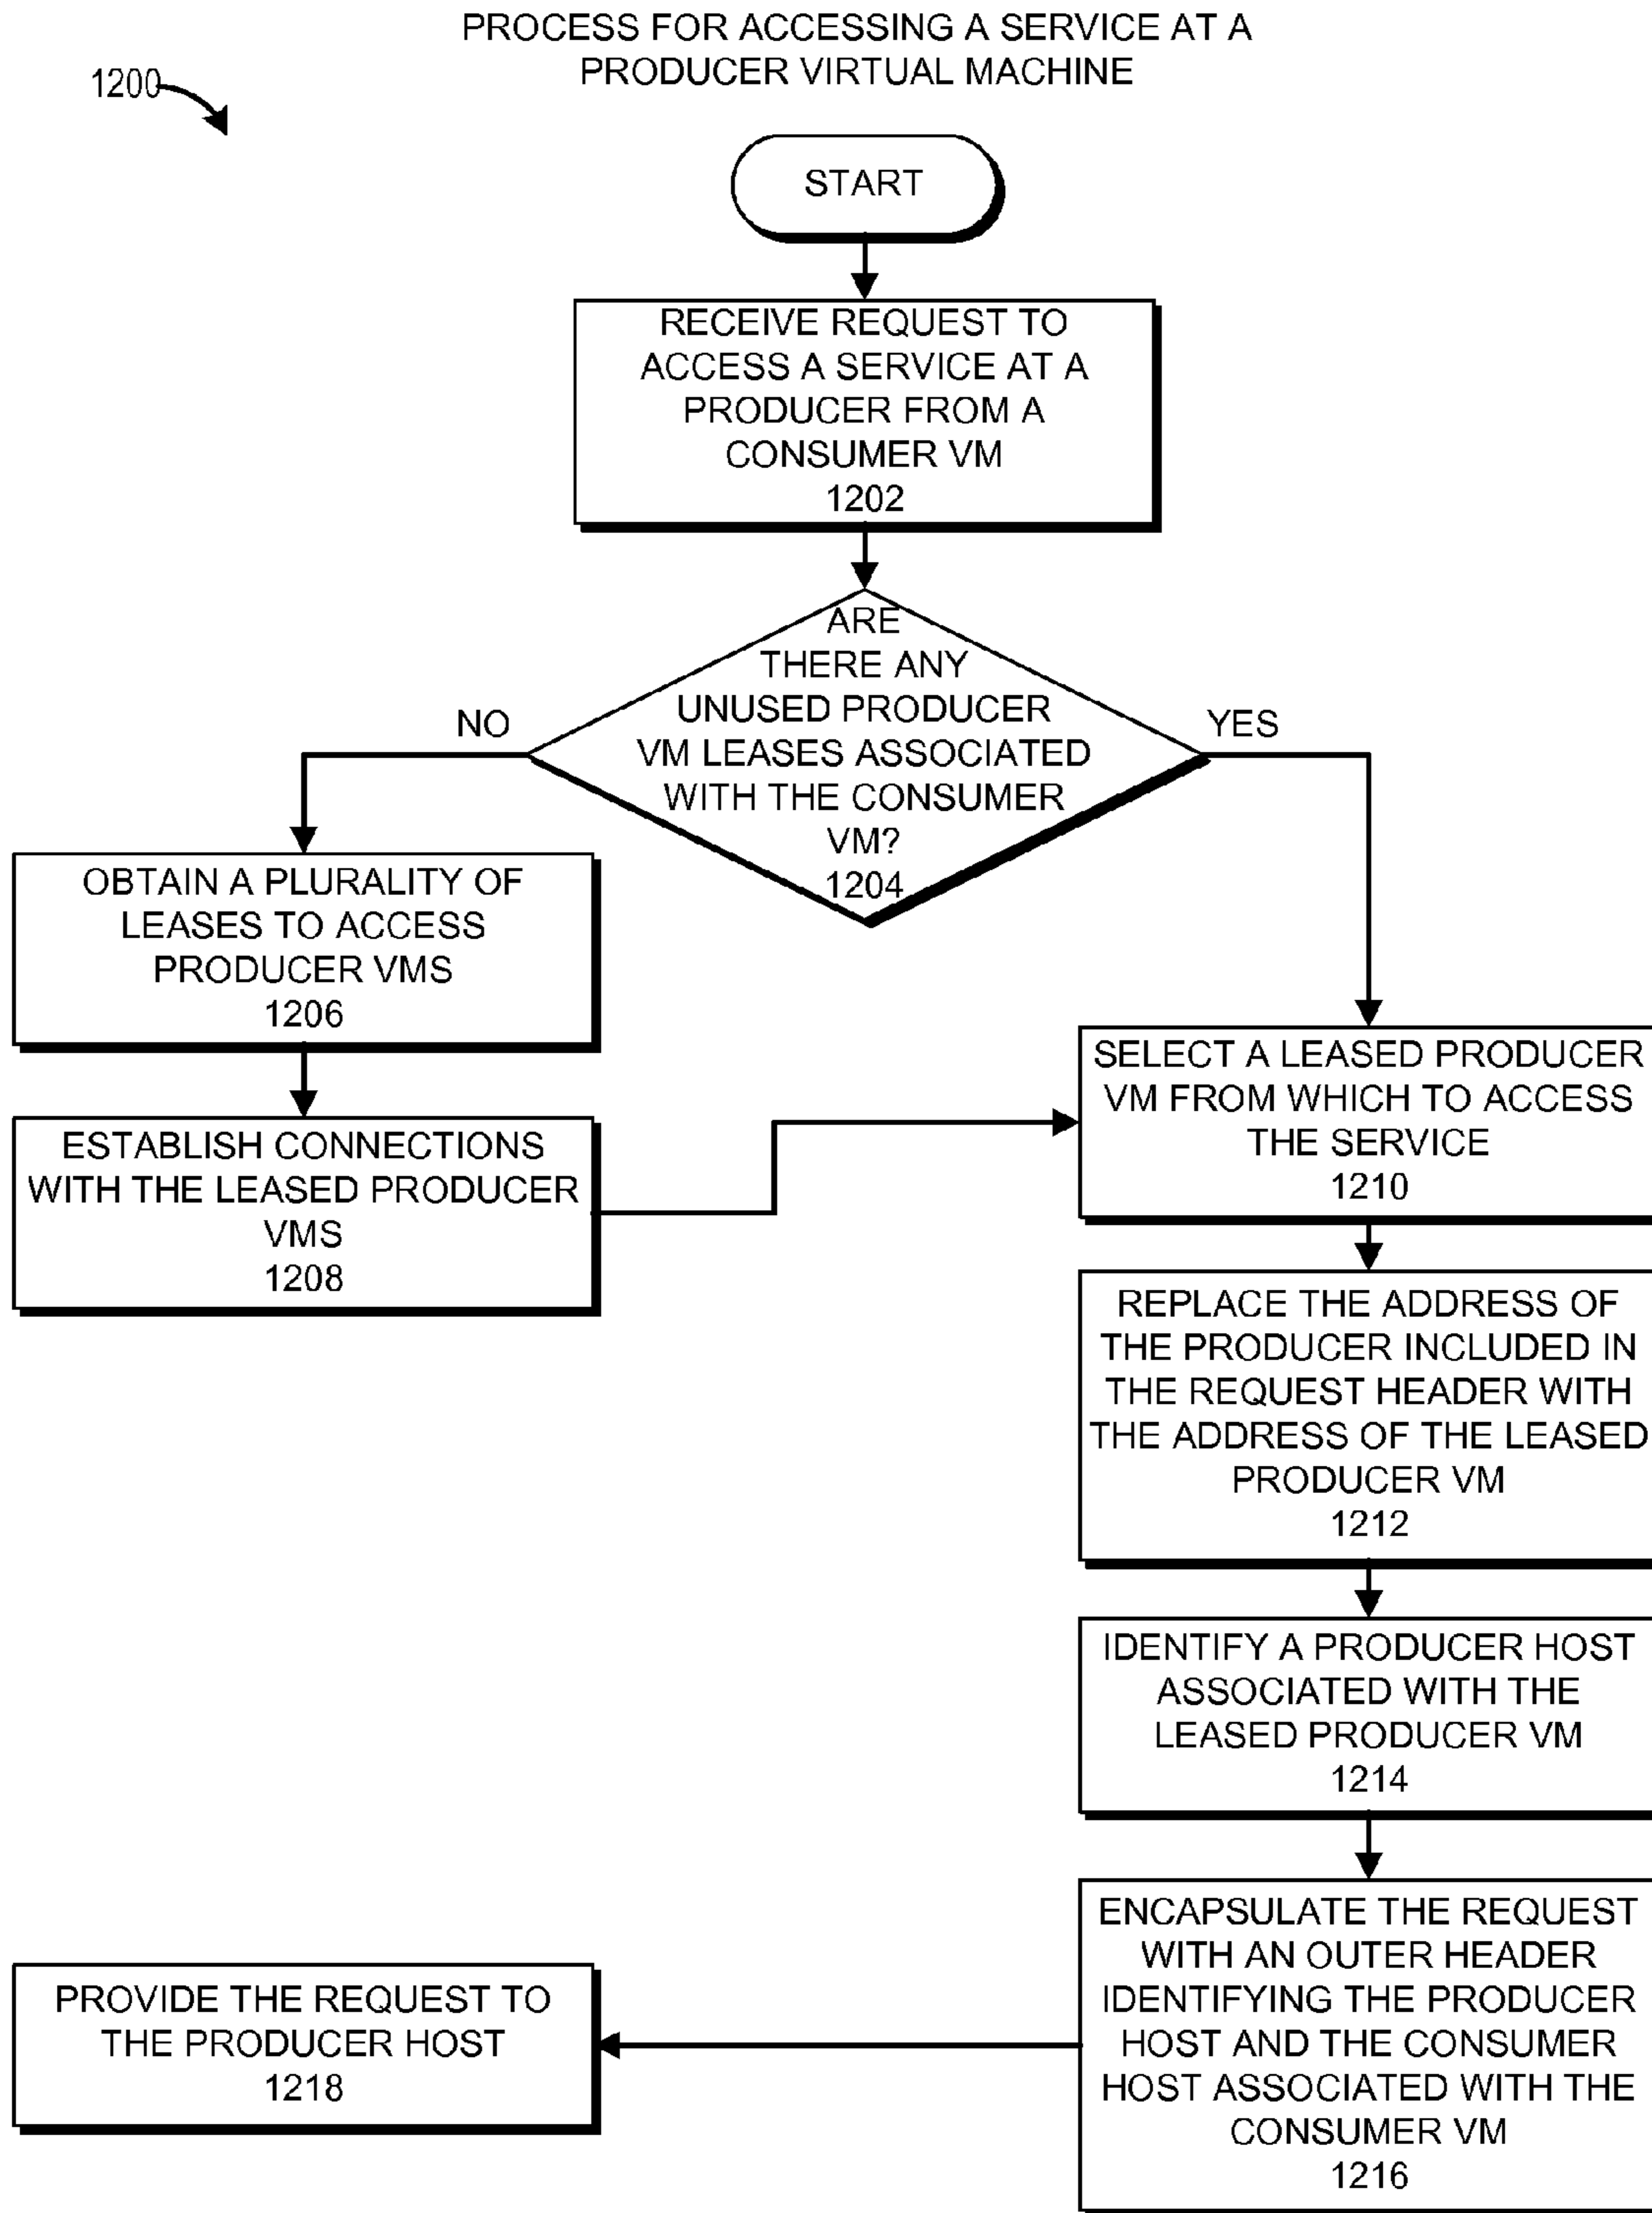 PROCESS FOR ACCESSING A SERVICE AT A
PRODUCER VIRTUAL MACHINE
1200
START
RECEIVE REQUEST TO
ACCESS A SERVICE AT A
PRODUCER FROM A
CONSUMER VM
1202
ARE
THERE ANY
UNUSED PRODUCER
VM LEASES ASSOCIATED
WITH THE CONSUMER
VM?
1204
NO
YES
OBTAIN A PLURALITY OF
LEASES TO ACCESS
PRODUCER VMS
1206
ESTABLISH CONNECTIONS
WITH THE LEASED PRODUCER
VMS
1208
SELECT A LEASED PRODUCER
VM FROM WHICH TO ACCESS
THE SERVICE
1210
REPLACE THE ADDRESS OF
THE PRODUCER INCLUDED IN
THE REQUEST HEADER WITH
THE ADDRESS OF THE LEASED
PRODUCER VM
1212
IDENTIFY A PRODUCER HOST
ASSOCIATED WITH THE
LEASED PRODUCER VM
1214
ENCAPSULATE THE REQUEST
WITH AN OUTER HEADER
IDENTIFYING THE PRODUCER
HOST AND THE CONSUMER
HOST ASSOCIATED WITH THE
CONSUMER VM
1216
PROVIDE THE REQUEST TO
THE PRODUCER HOST
1218